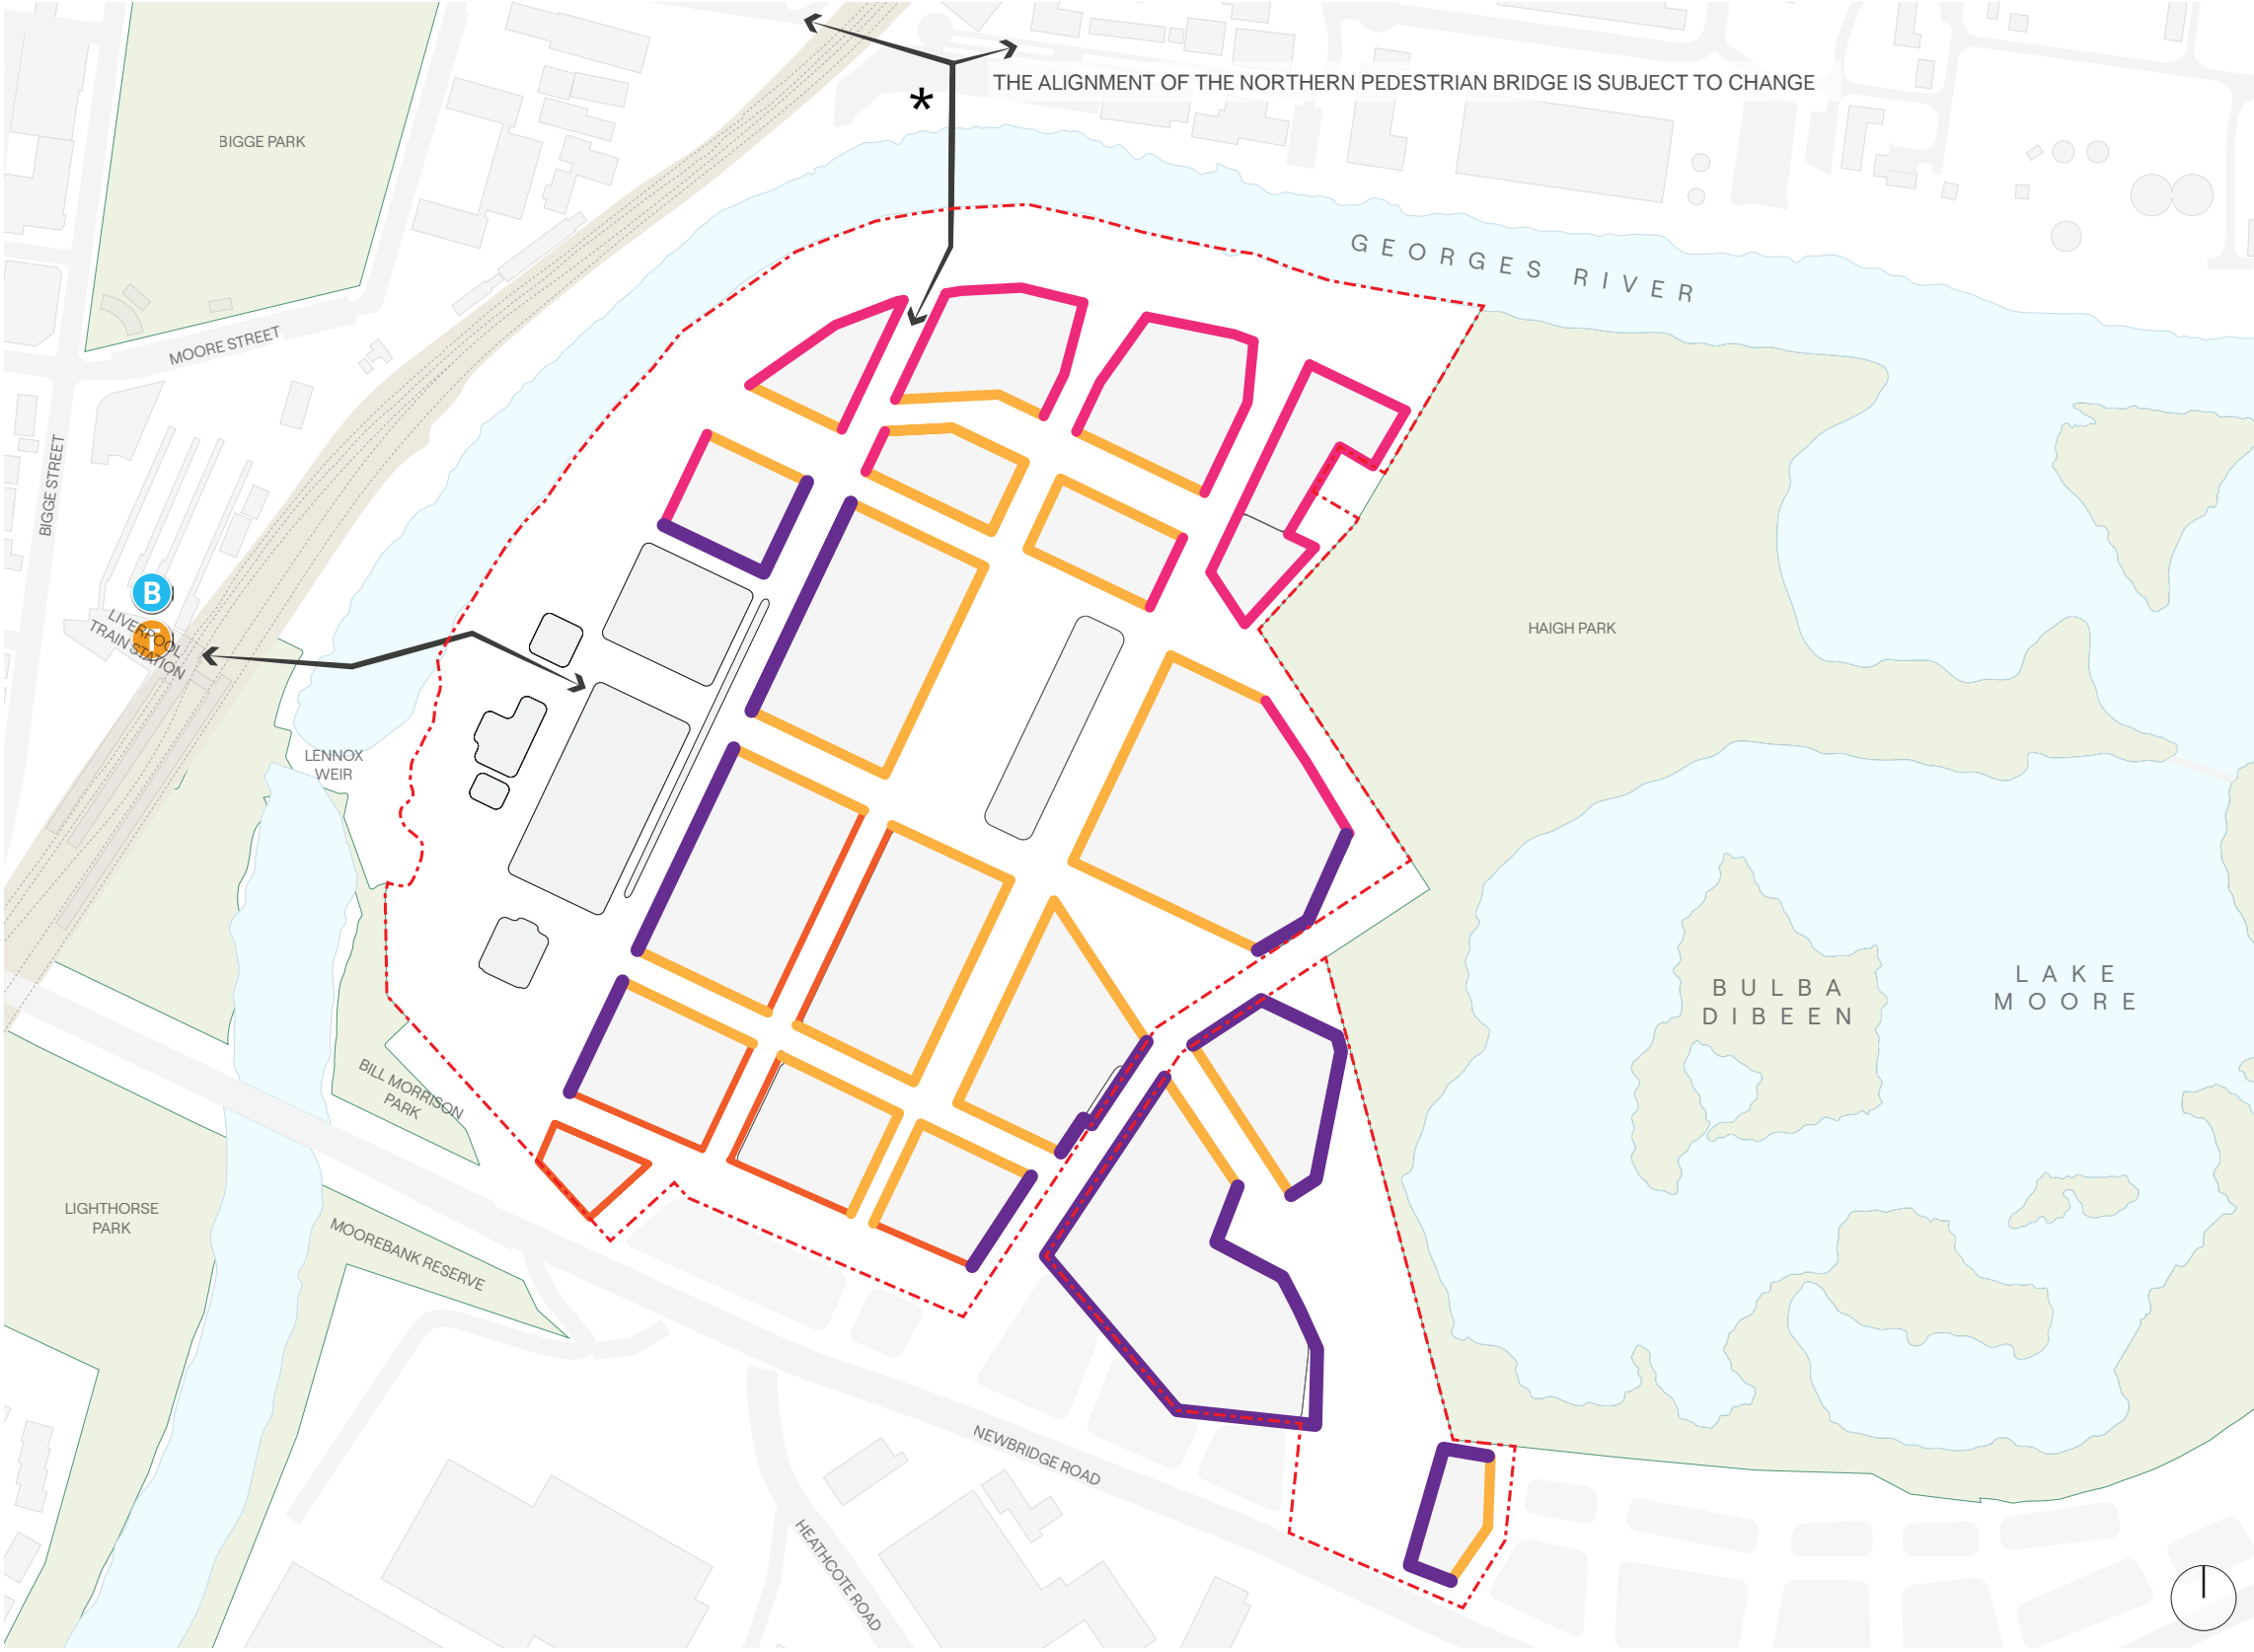 THE ALIGNMENT OF THE NORTHERN PEDESTRIAN BRIDGE IS SUBJECT TO CHANGE
*
BIGGE PARK
GEORGES RIVER
MOORE STREET
BIGGE STREET
B
T
LIVERPOOL
TRAIN STATION
HAIGH PARK
LENNOX
WEIR
BULBA
DIBEEN
LAKE
MOORE
BILL MORRISON
PARK
LIGHTHORSE
PARK
MOOREBANK RESERVE
NEWBRIDGE ROAD
HEATHCOTE ROAD